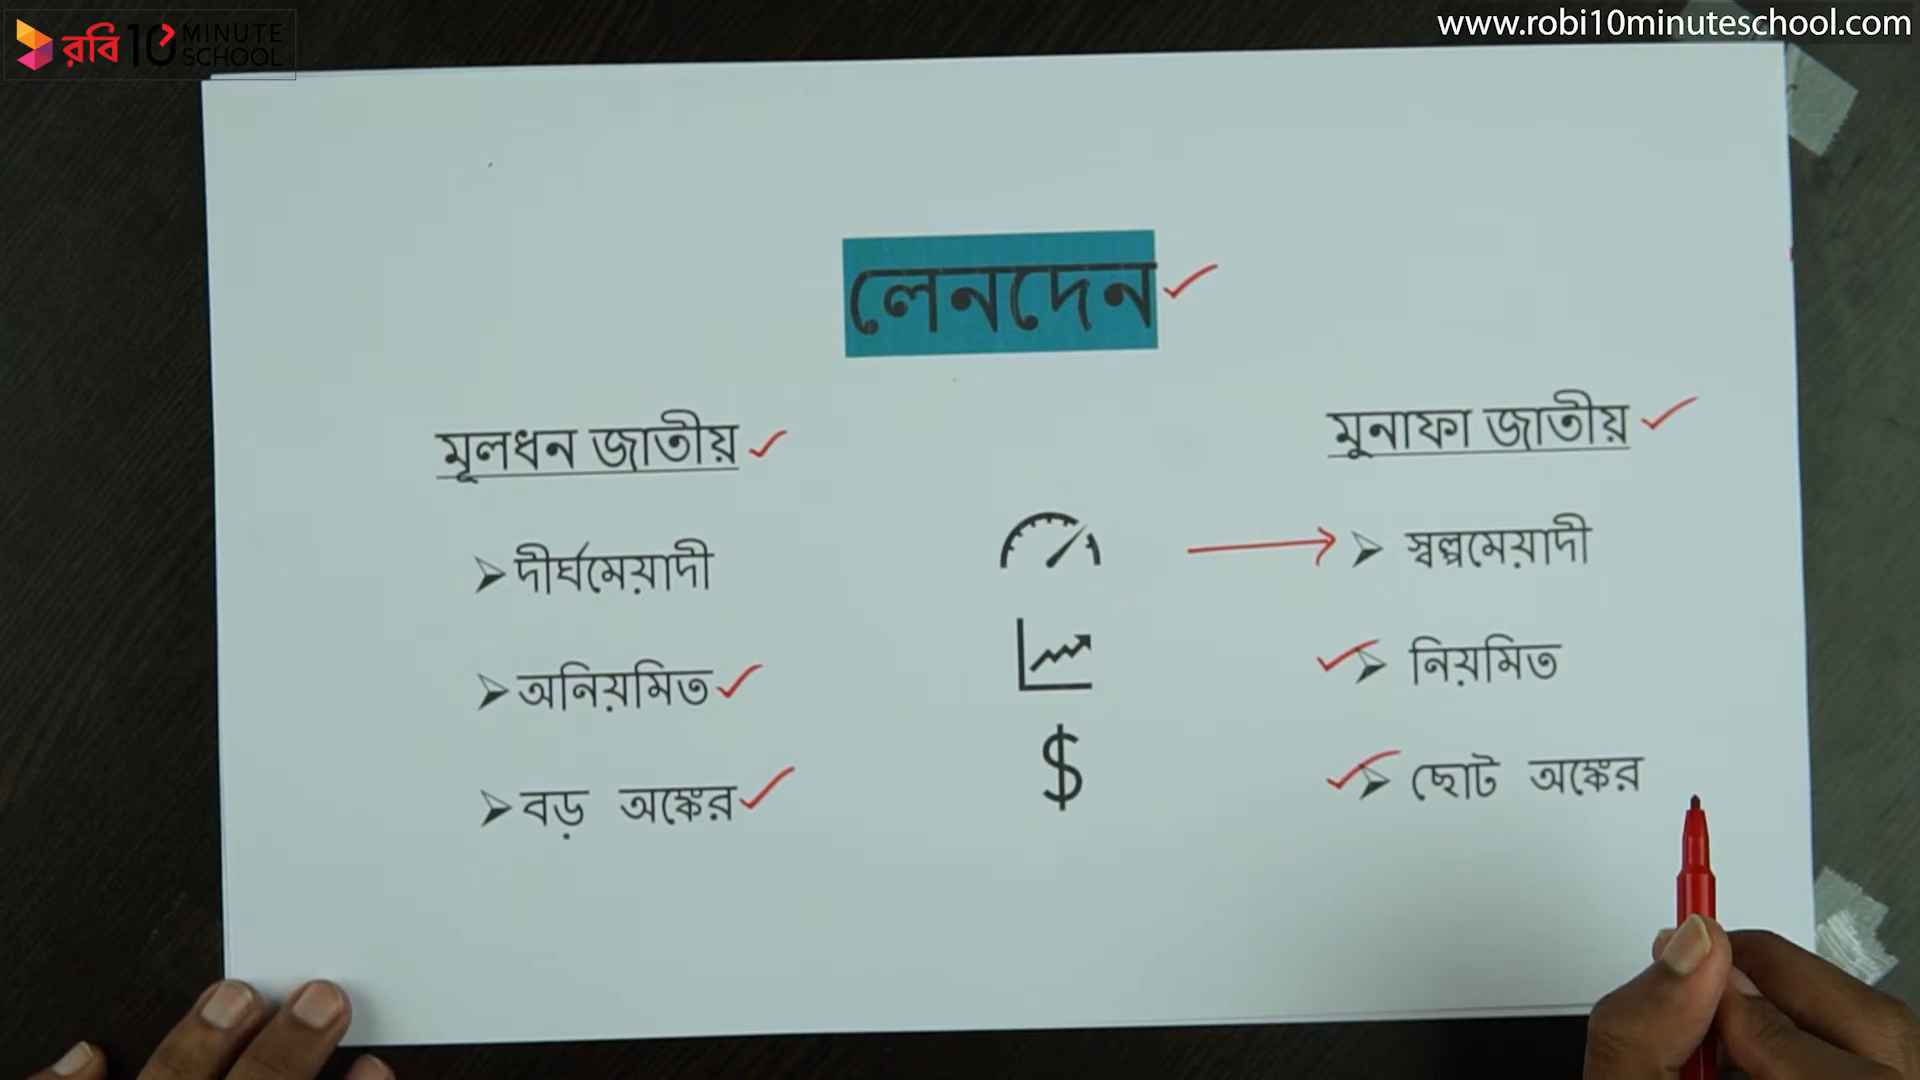 রবি 10 MINUTE SCHOOL
www.robi10minuteschool.com
লেনদেন
মূলধন জাতীয়
দীর্ঘমেয়াদী
অনিয়মিত
বড় অঙ্কের
$
মুনাফা জাতীয়
স্বল্পমেয়াদী
নিয়মিত
ছোট অঙ্কের